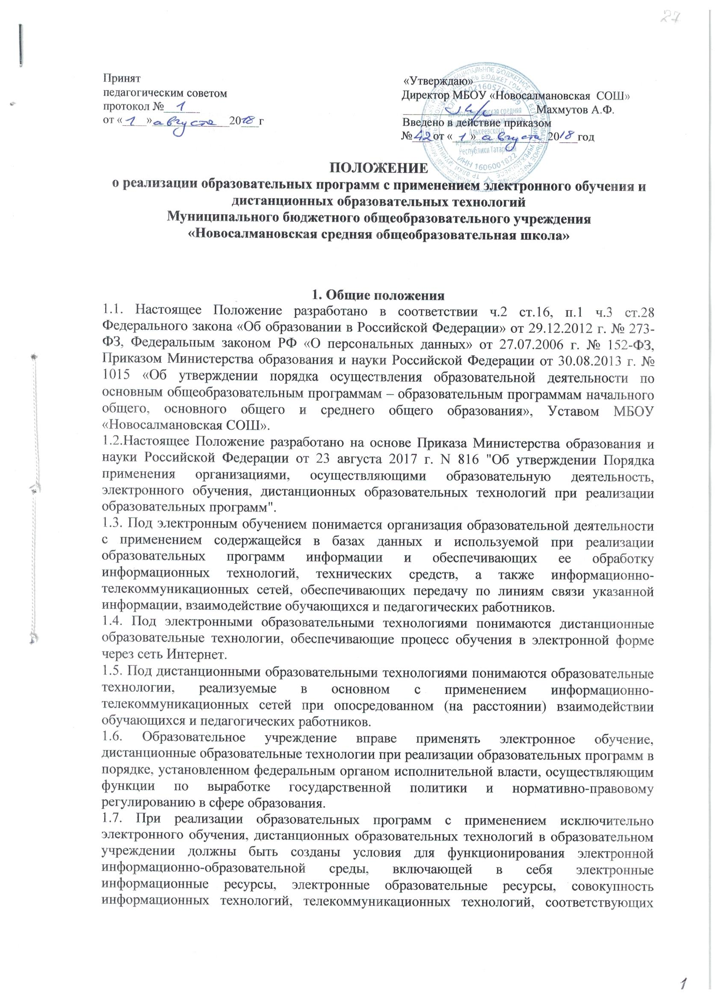 27
Принят
педагогическим советом
протокол № 1
от «1» августа 2018 г
«Утверждаю»
Директор МБОУ «Новосалмановская СОШ»
Махмутов А.Ф.
Введено в действие приказом
№ 42 от « 1 » августа 2018 год
«Новосалмановская средняя
общеобразовательная школа»
Алькеевского
муниципального района
Республики Татарстан
ИНН 1606001822
ПОЛОЖЕНИЕ
о реализации образовательных программ с применением электронного обучения и
дистанционных образовательных технологий
Муниципального бюджетного общеобразовательного учреждения
«Новосалмановская средняя общеобразовательная школа»
1. Общие положения
1.1. Настоящее Положение разработано в соответствии ч.2 ст.16, п.1 ч.3 ст.28
Федерального закона «Об образовании в Российской Федерации» от 29.12.2012 г. № 273-
ФЗ, Федеральным законом РФ «О персональных данных» от 27.07.2006 г. № 152-ФЗ,
Приказом Министерства образования и науки Российской Федерации от 30.08.2013 г. №
1015 «Об утверждении порядка осуществления образовательной деятельности по
основным общеобразовательным программам – образовательным программам начального
общего, основного общего и среднего общего образования», Уставом МБОУ
«Новосалмановская СОШ».
1.2.Настоящее Положение разработано на основе Приказа Министерства образования и
науки Российской Федерации от 23 августа 2017 г. N 816 "Об утверждении Порядка
применения организациями, осуществляющими образовательную деятельность,
электронного обучения, дистанционных образовательных технологий при реализации
образовательных программ".
1.3. Под электронным обучением понимается организация образовательной деятельности
с применением содержащейся в базах данных и используемой при реализации
образовательных программ информации и обеспечивающих ее обработку
информационных технологий, технических средств, а также информационно-
телекоммуникационных сетей, обеспечивающих передачу по линиям связи указанной
информации, взаимодействие обучающихся и педагогических работников.
1.4. Под электронными образовательными технологиями понимаются дистанционные
образовательные технологии, обеспечивающие процесс обучения в электронной форме
через сеть Интернет.
1.5. Под дистанционными образовательными технологиями понимаются образовательные
технологии, реализуемые в основном с применением информационно-
телекоммуникационных сетей при опосредованном (на расстоянии) взаимодействии
обучающихся и педагогических работников.
1.6. Образовательное учреждение вправе применять электронное обучение,
дистанционные образовательные технологии при реализации образовательных программ в
порядке, установленном федеральным органом исполнительной власти, осуществляющим
функции по выработке государственной политики и нормативно-правовому
регулированию в сфере образования.
1.7. При реализации образовательных программ с применением исключительно
электронного обучения, дистанционных образовательных технологий в образовательном
учреждении должны быть созданы условия для функционирования электронной
информационно-образовательной среды, включающей в себя электронные
информационные ресурсы, электронные образовательные ресурсы, совокупность
информационных технологий, телекоммуникационных технологий, соответствующих
1